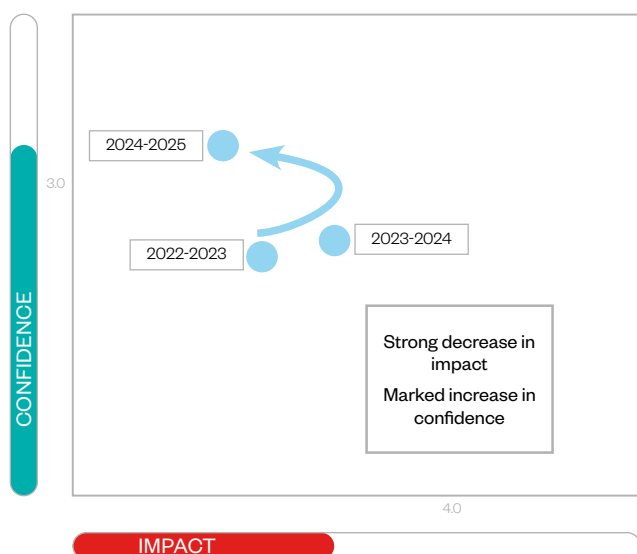 2024-2025
3.0
2022-2023
2023-2024
Strong decrease in
impact
Marked increase in
confidence
CONFIDENCE
4.0
IMPACT